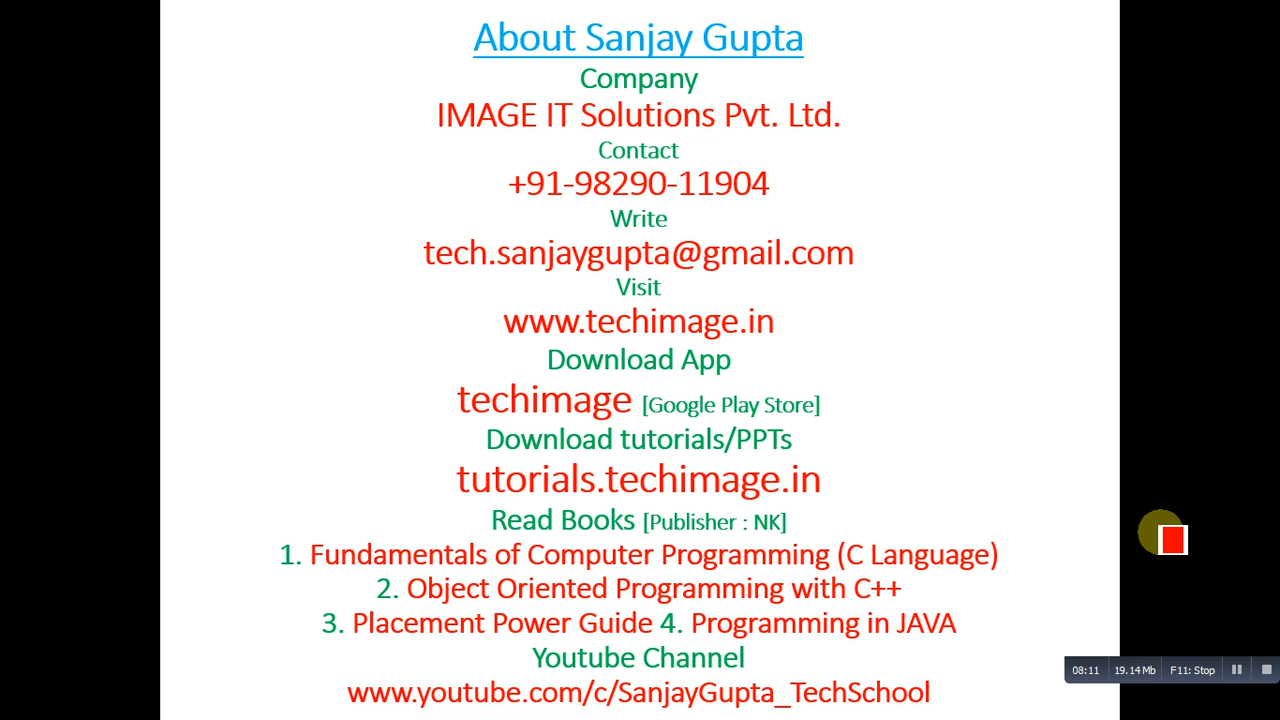 About Sanjay Gupta
Company
IMAGE IT Solutions Pvt. Ltd.
Contact
+91-98290-11904
Write
tech.sanjaygupta@gmail.com
Visit
www.techimage.in
Download App
techimage [Google Play Store]
Download tutorials/PPTs
tutorials.techimage.in
Read Books [Publisher : NK]
1. Fundamentals of Computer Programming (C Language)
2. Object Oriented Programming with C++
3. Placement Power Guide 4. Programming in JAVA
Youtube Channel
www.youtube.com/c/SanjayGupta_TechSchool
08:11 19.14 Mb F11: Stop